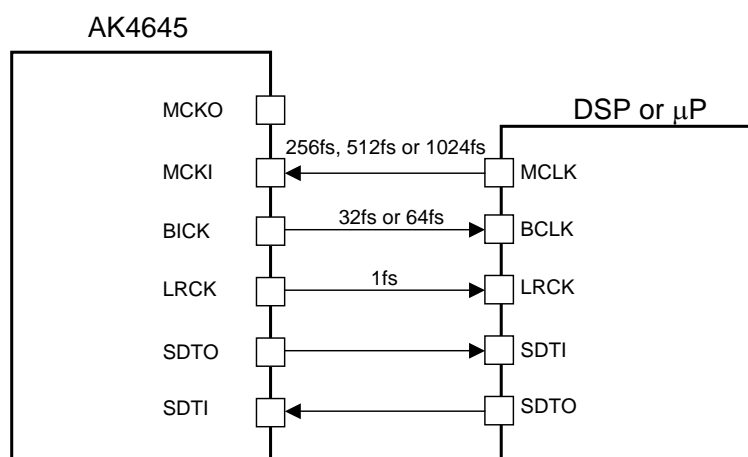 AK4645
DSP or μP
MCKO
256fs, 512fs or 1024fs
MCKI
MCLK
32fs or 64fs
BICK
BCLK
1fs
LRCK
LRCK
SDTO
SDTI
SDTI
SDTO